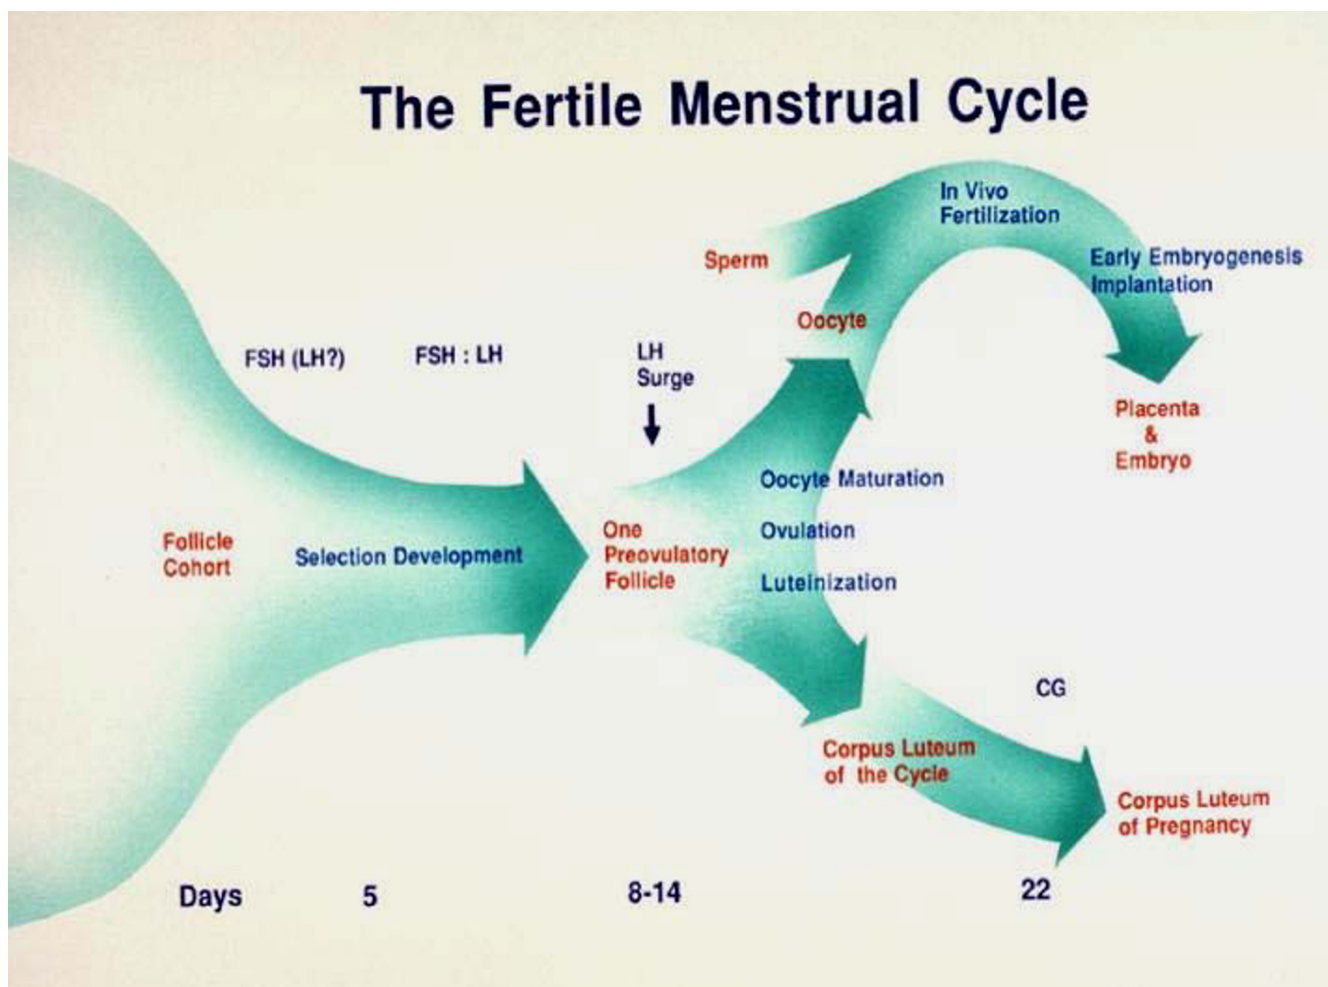 The Fertile Menstrual Cycle
In Vivo
Fertilization
Sperm
Early Embryogenesis
Implantation
Oocyte
FSH (LH?)
FSH : LH
LH
Surge
Placenta
&
Embryo
Oocyte Maturation
Follicle
Cohort
Selection Development
One
Preovulatory
Follicle
Ovulation
Luteinization
CG
Corpus Luteum
of the Cycle
Corpus Luteum
of Pregnancy
Days 5 8-14 22